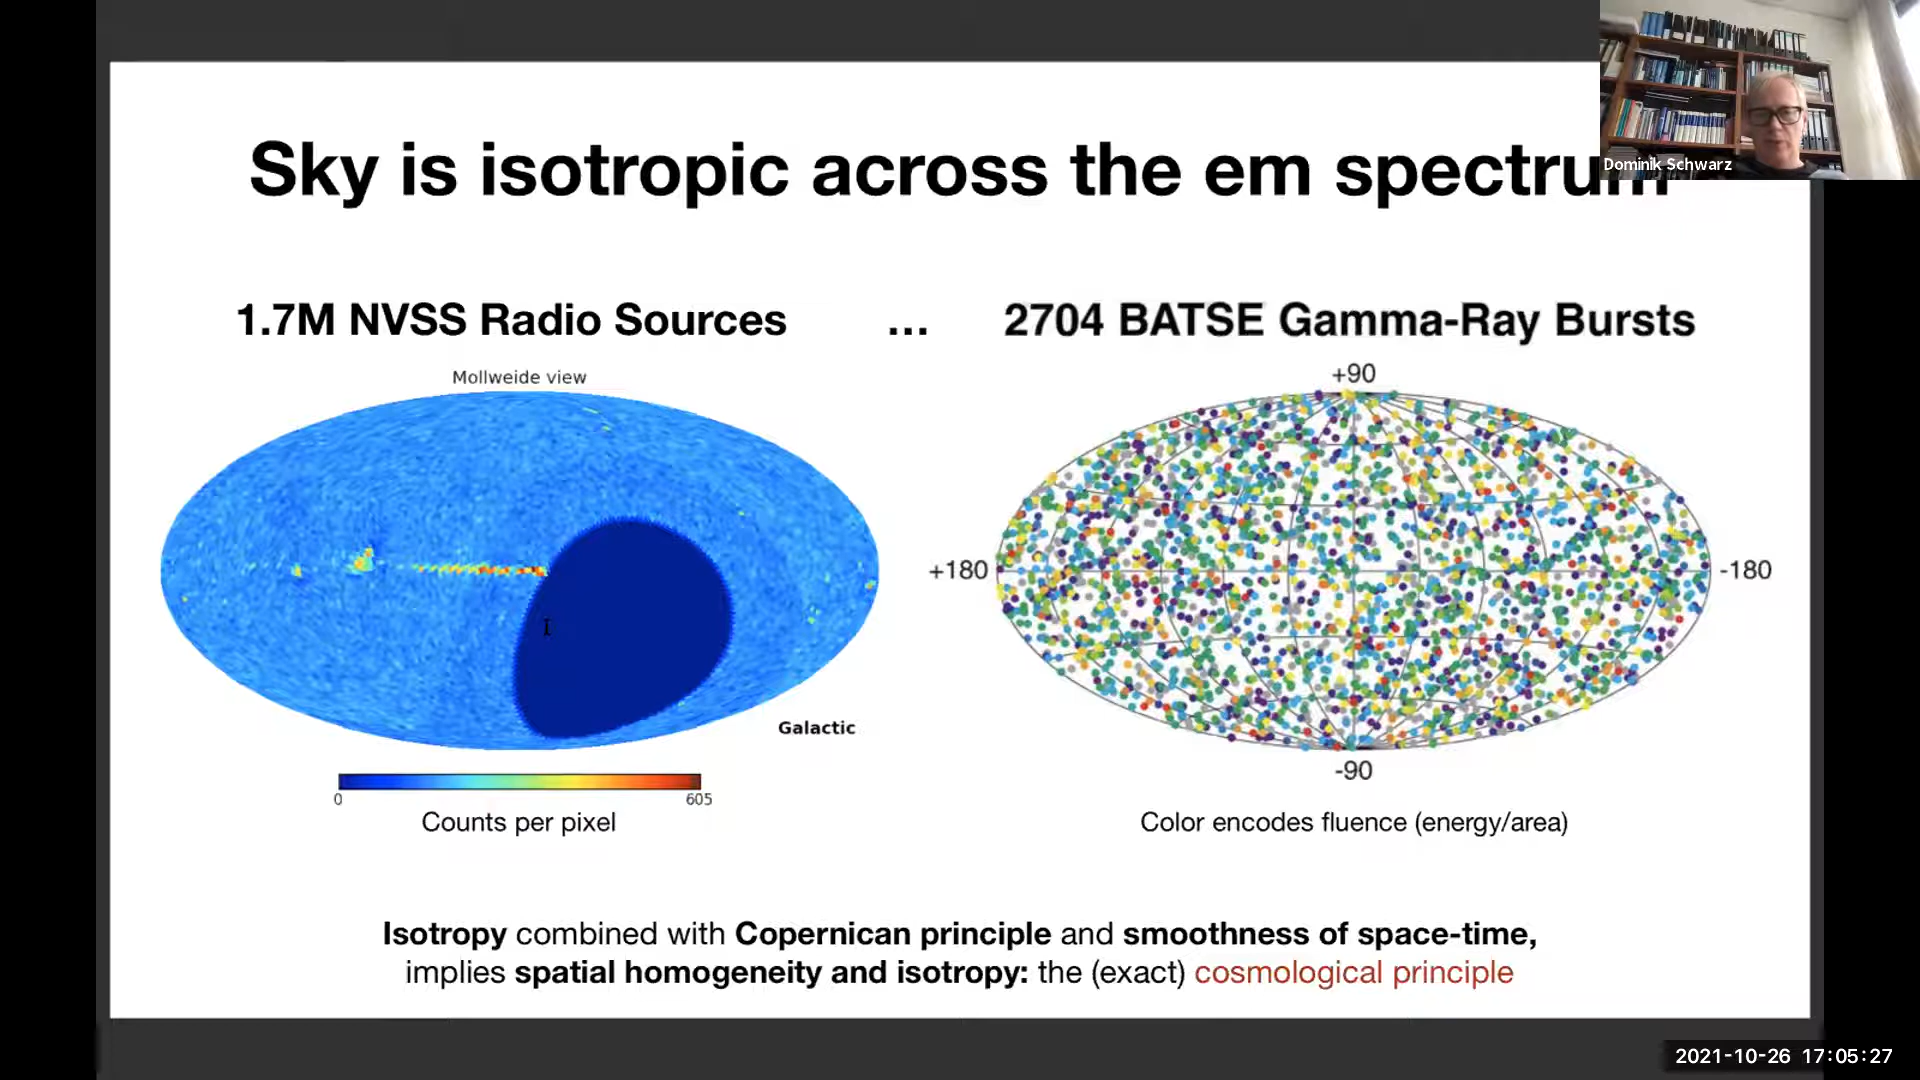 Dominik Schwarz
Sky is isotropic across the em spectrum
1.7M NVSS Radio Sources ... 2704 BATSE Gamma-Ray Bursts
Mollweide view
+90
+180
-180
Galactic
-90
0 605
Counts per pixel
Color encodes fluence (energy/area)
Isotropy combined with Copernican principle and smoothness of space-time,
implies spatial homogeneity and isotropy: the (exact) cosmological principle
2021-10-26 17:05:27